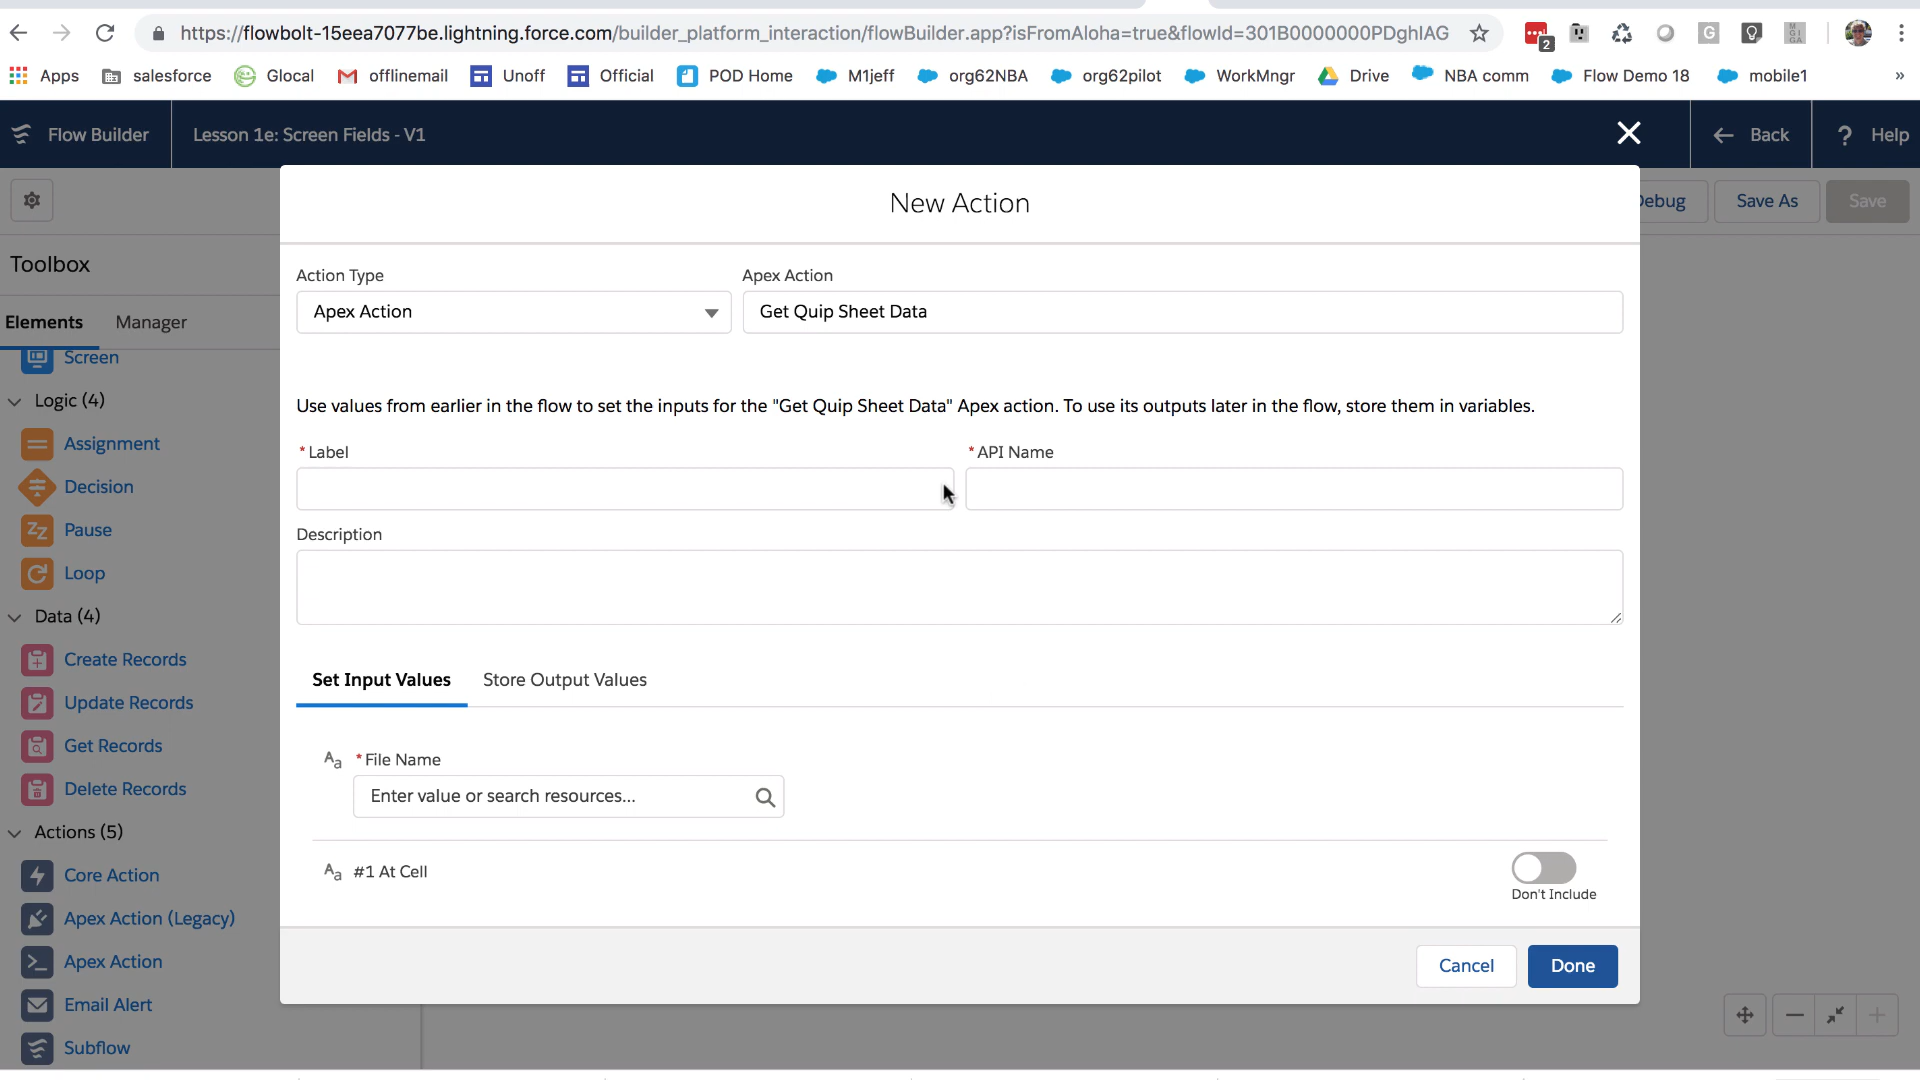 https://flowbolt-15eea7077be.lightning.force.com/builder_platform_interaction/flowBuilder.app?isFromAloha=true&flowId=301B0000000PDghIAG
2
Apps salesforce Glocal offlinemail Unoff Official POD Home M1jeff org62NBA org62pilot WorkMngr Drive NBA comm Flow Demo 18 mobile1 »
Flow Builder Lesson 1e: Screen Fields - V1 Back ? Help
New Action
Debug Save As Save
Toolbox
Elements Manager
Screen
Logic (4)
Assignment
Decision
Pause
Loop
Data (4)
Create Records
Update Records
Get Records
Delete Records
Actions (5)
Core Action
Apex Action (Legacy)
Apex Action
Email Alert
Subflow
Action Type Apex Action
Apex Action Get Quip Sheet Data
Use values from earlier in the flow to set the inputs for the "Get Quip Sheet Data" Apex action. To use its outputs later in the flow, store them in variables.
* Label * API Name
Description
Set Input Values Store Output Values
Aa * File Name
Enter value or search resources...
Aa #1 At Cell
Don't Include
Cancel Done